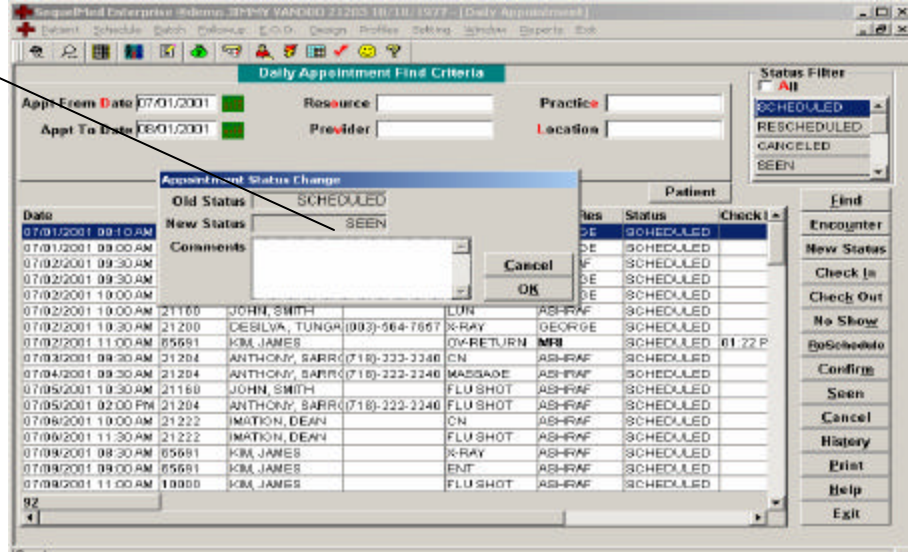 SequelMed Enterprise @demo JIMMY VANDOO 21203 10/10/1977 - [Daily Appointment]
Patient Schedule Batch Followup E.O.D. Design Profiles Setting Window Reports Exit
Daily Appointment Find Criteria
Status Filter
All
Appt From Date 07/01/2001 Resource Practice
SCHEDULED
Appt To Date 08/01/2001 Provider Location
RESCHEDULED
CANCELED
SEEN
Appointment Status Change
Old Status SCHEDULED
New Status SEEN
Comments
Cancel
OK
Patient
Date Res Status Check I
07/01/2001 08:10 AM SCHEDULED
07/01/2001 09:00 AM SCHEDULED
07/02/2001 09:30 AM SCHEDULED
07/02/2001 09:30 AM SCHEDULED
07/02/2001 10:00 AM SCHEDULED
07/02/2001 10:00 AM 21160 JOHN, SMITH LUN ASHRAF SCHEDULED
07/02/2001 10:30 AM 21200 DESILVA, TUNGA (003)-564-7667 X-RAY GEORGE SCHEDULED
07/02/2001 11:00 AM 65691 KIM, JAMES OV-RETURN MRI SCHEDULED 01:22 P
07/03/2001 09:30 AM 21204 ANTHONY, BARRO (718)-222-2240 CN ASHRAF SCHEDULED
07/04/2001 09:30 AM 21204 ANTHONY, BARRO (718)-222-2240 MASSAGE ASHRAF SCHEDULED
07/05/2001 10:30 AM 21160 JOHN, SMITH FLU SHOT ASHRAF SCHEDULED
07/05/2001 02:00 PM 21204 ANTHONY, BARRO (718)-222-2240 FLU SHOT ASHRAF SCHEDULED
07/06/2001 10:00 AM 21222 IMATION, DEAN CN ASHRAF SCHEDULED
07/06/2001 11:30 AM 21222 IMATION, DEAN FLU SHOT ASHRAF SCHEDULED
07/09/2001 08:30 AM 65691 KIM, JAMES X-RAY ASHRAF SCHEDULED
07/09/2001 09:00 AM 65691 KIM, JAMES ENT ASHRAF SCHEDULED
07/09/2001 11:00 AM 10000 KIM, JAMES FLU SHOT ASHRAF SCHEDULED
92
Find
Encounter
New Status
Check In
Check Out
No Show
ReSchedule
Confirm
Seen
Cancel
History
Print
Help
Exit